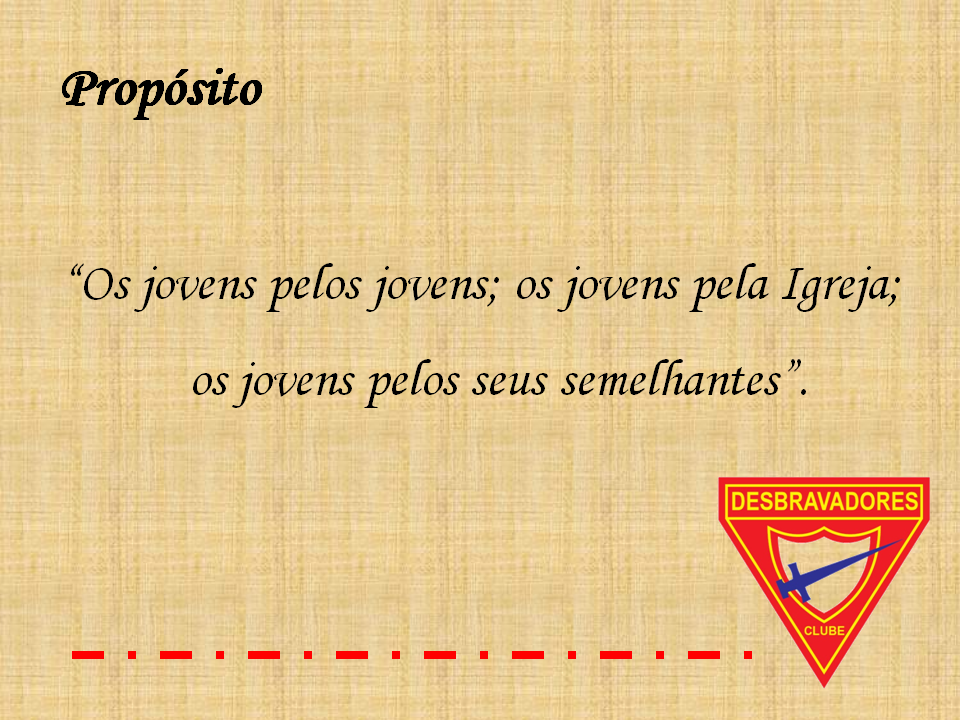 Propósito
“Os jovens pelos jovens; os jovens pela Igreja;
os jovens pelos seus semelhantes”.
DESBRAVADORES
CLUBE